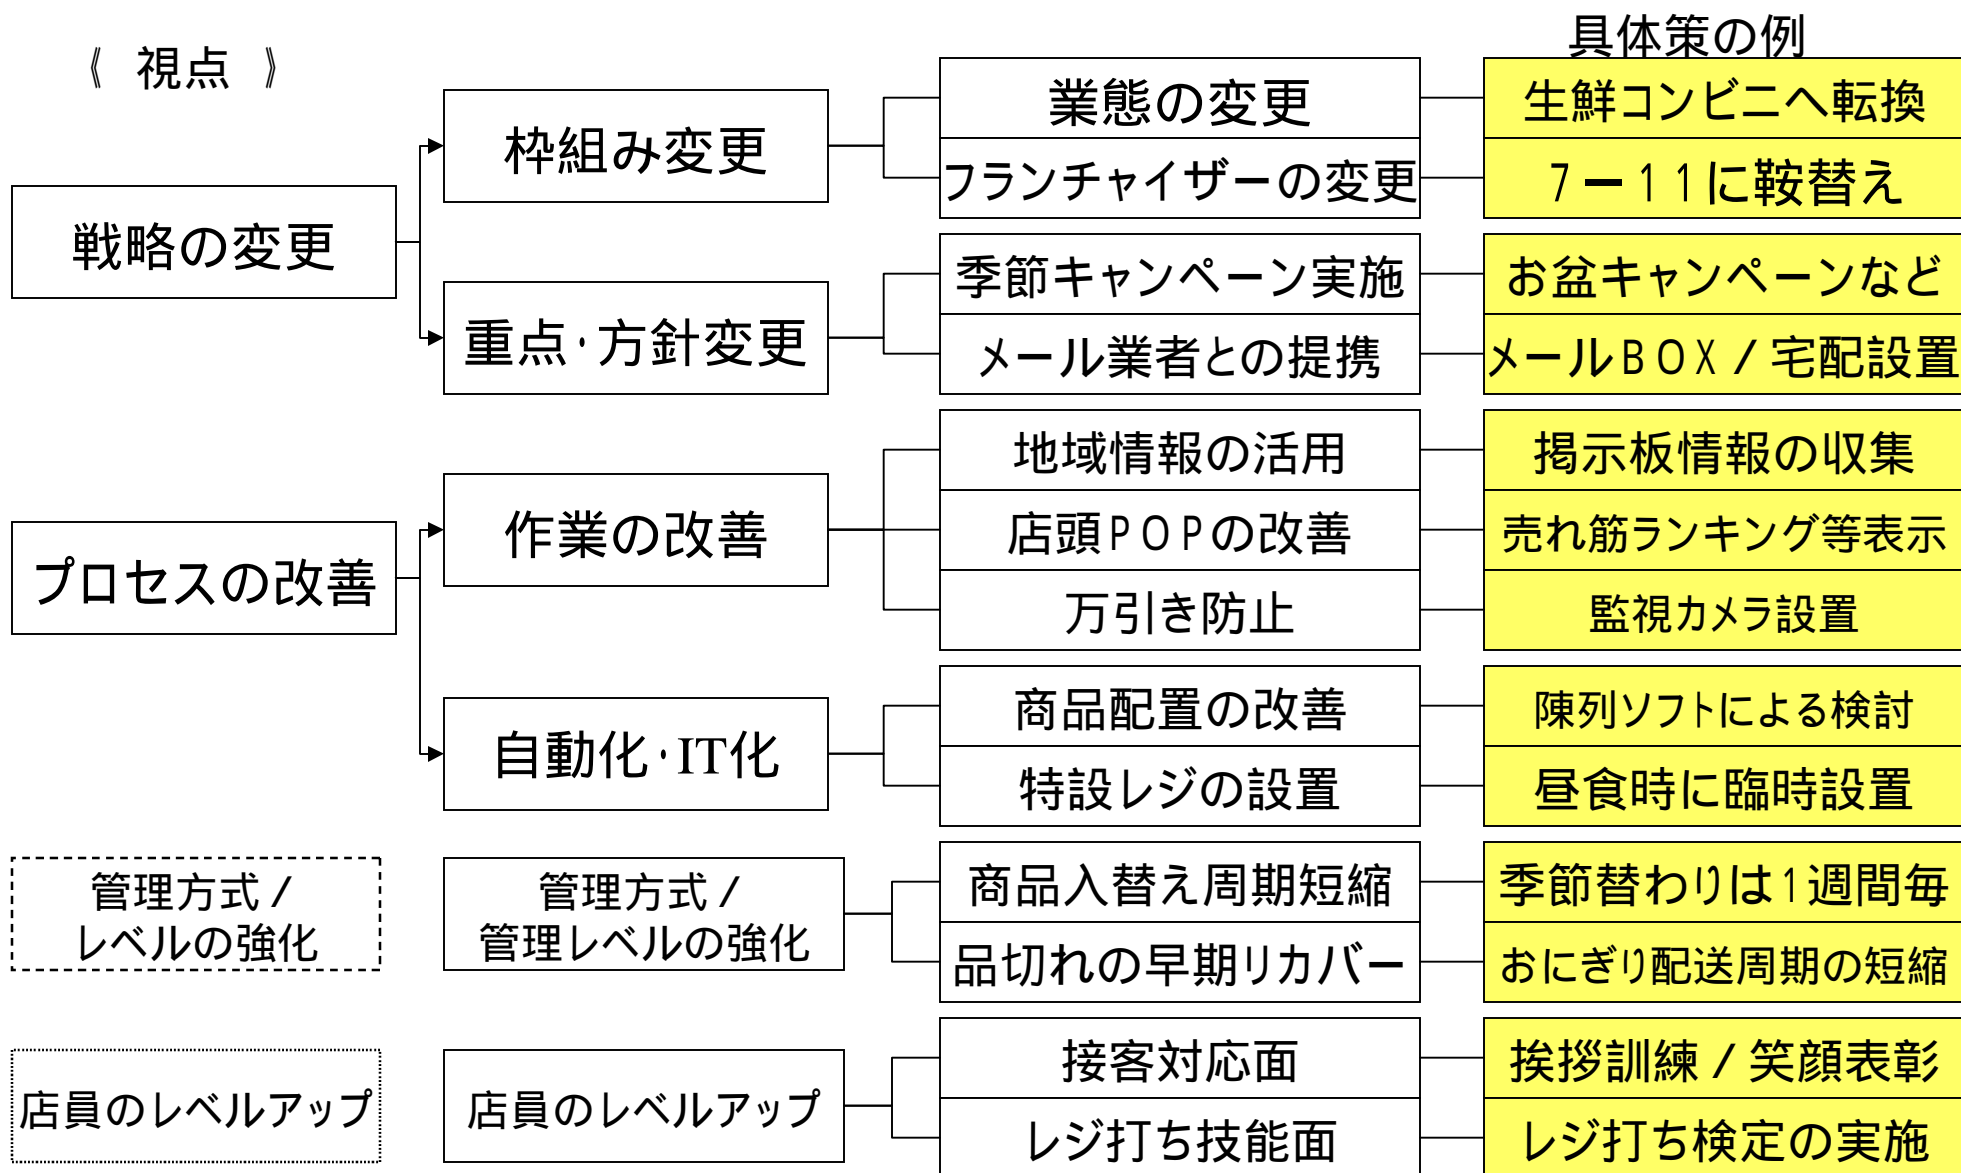 《 視点 》
具体策の例
戦略の変更
枠組み変更
業態の変更
生鮮コンビニへ転換
フランチャイザーの変更
7ー11に鞍替え
重点・方針変更
季節キャンペーン実施
お盆キャンペーンなど
メール業者との提携
メールBOX/宅配設置
プロセスの改善
作業の改善
地域情報の活用
掲示板情報の収集
店頭POPの改善
売れ筋ランキング等表示
万引き防止
監視カメラ設置
自動化・IT化
商品配置の改善
陳列ソフトによる検討
特設レジの設置
昼食時に臨時設置
管理方式/
レベルの強化
管理方式/
管理レベルの強化
商品入替え周期短縮
季節替わりは1週間毎
品切れの早期リカバー
おにぎり配送周期の短縮
店員のレベルアップ
店員のレベルアップ
接客対応面
挨拶訓練/笑顔表彰
レジ打ち技能面
レジ打ち検定の実施